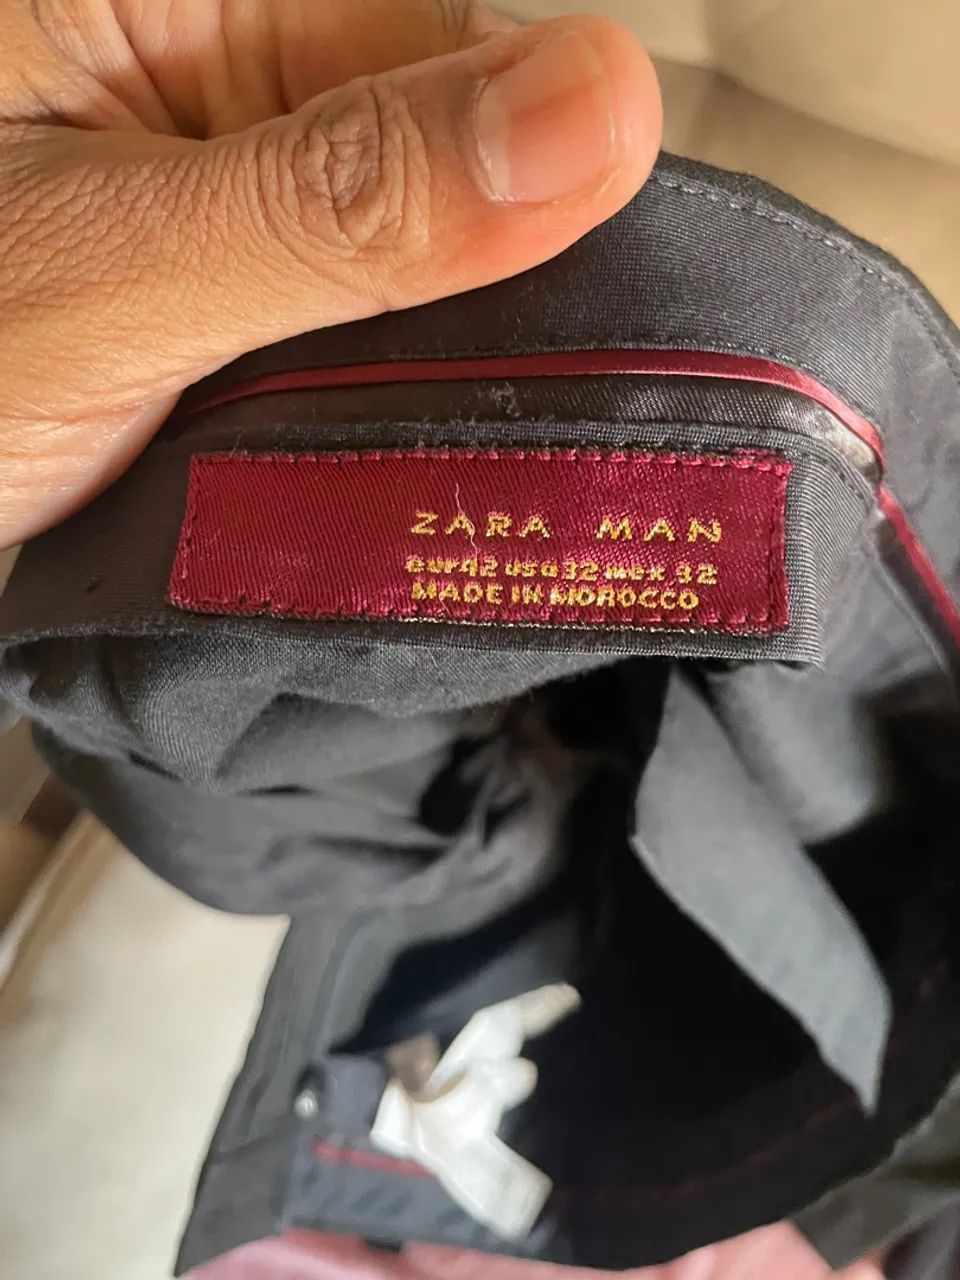 ZARA MAN
eur42 usa32 mex 32
MADE IN MOROCCO